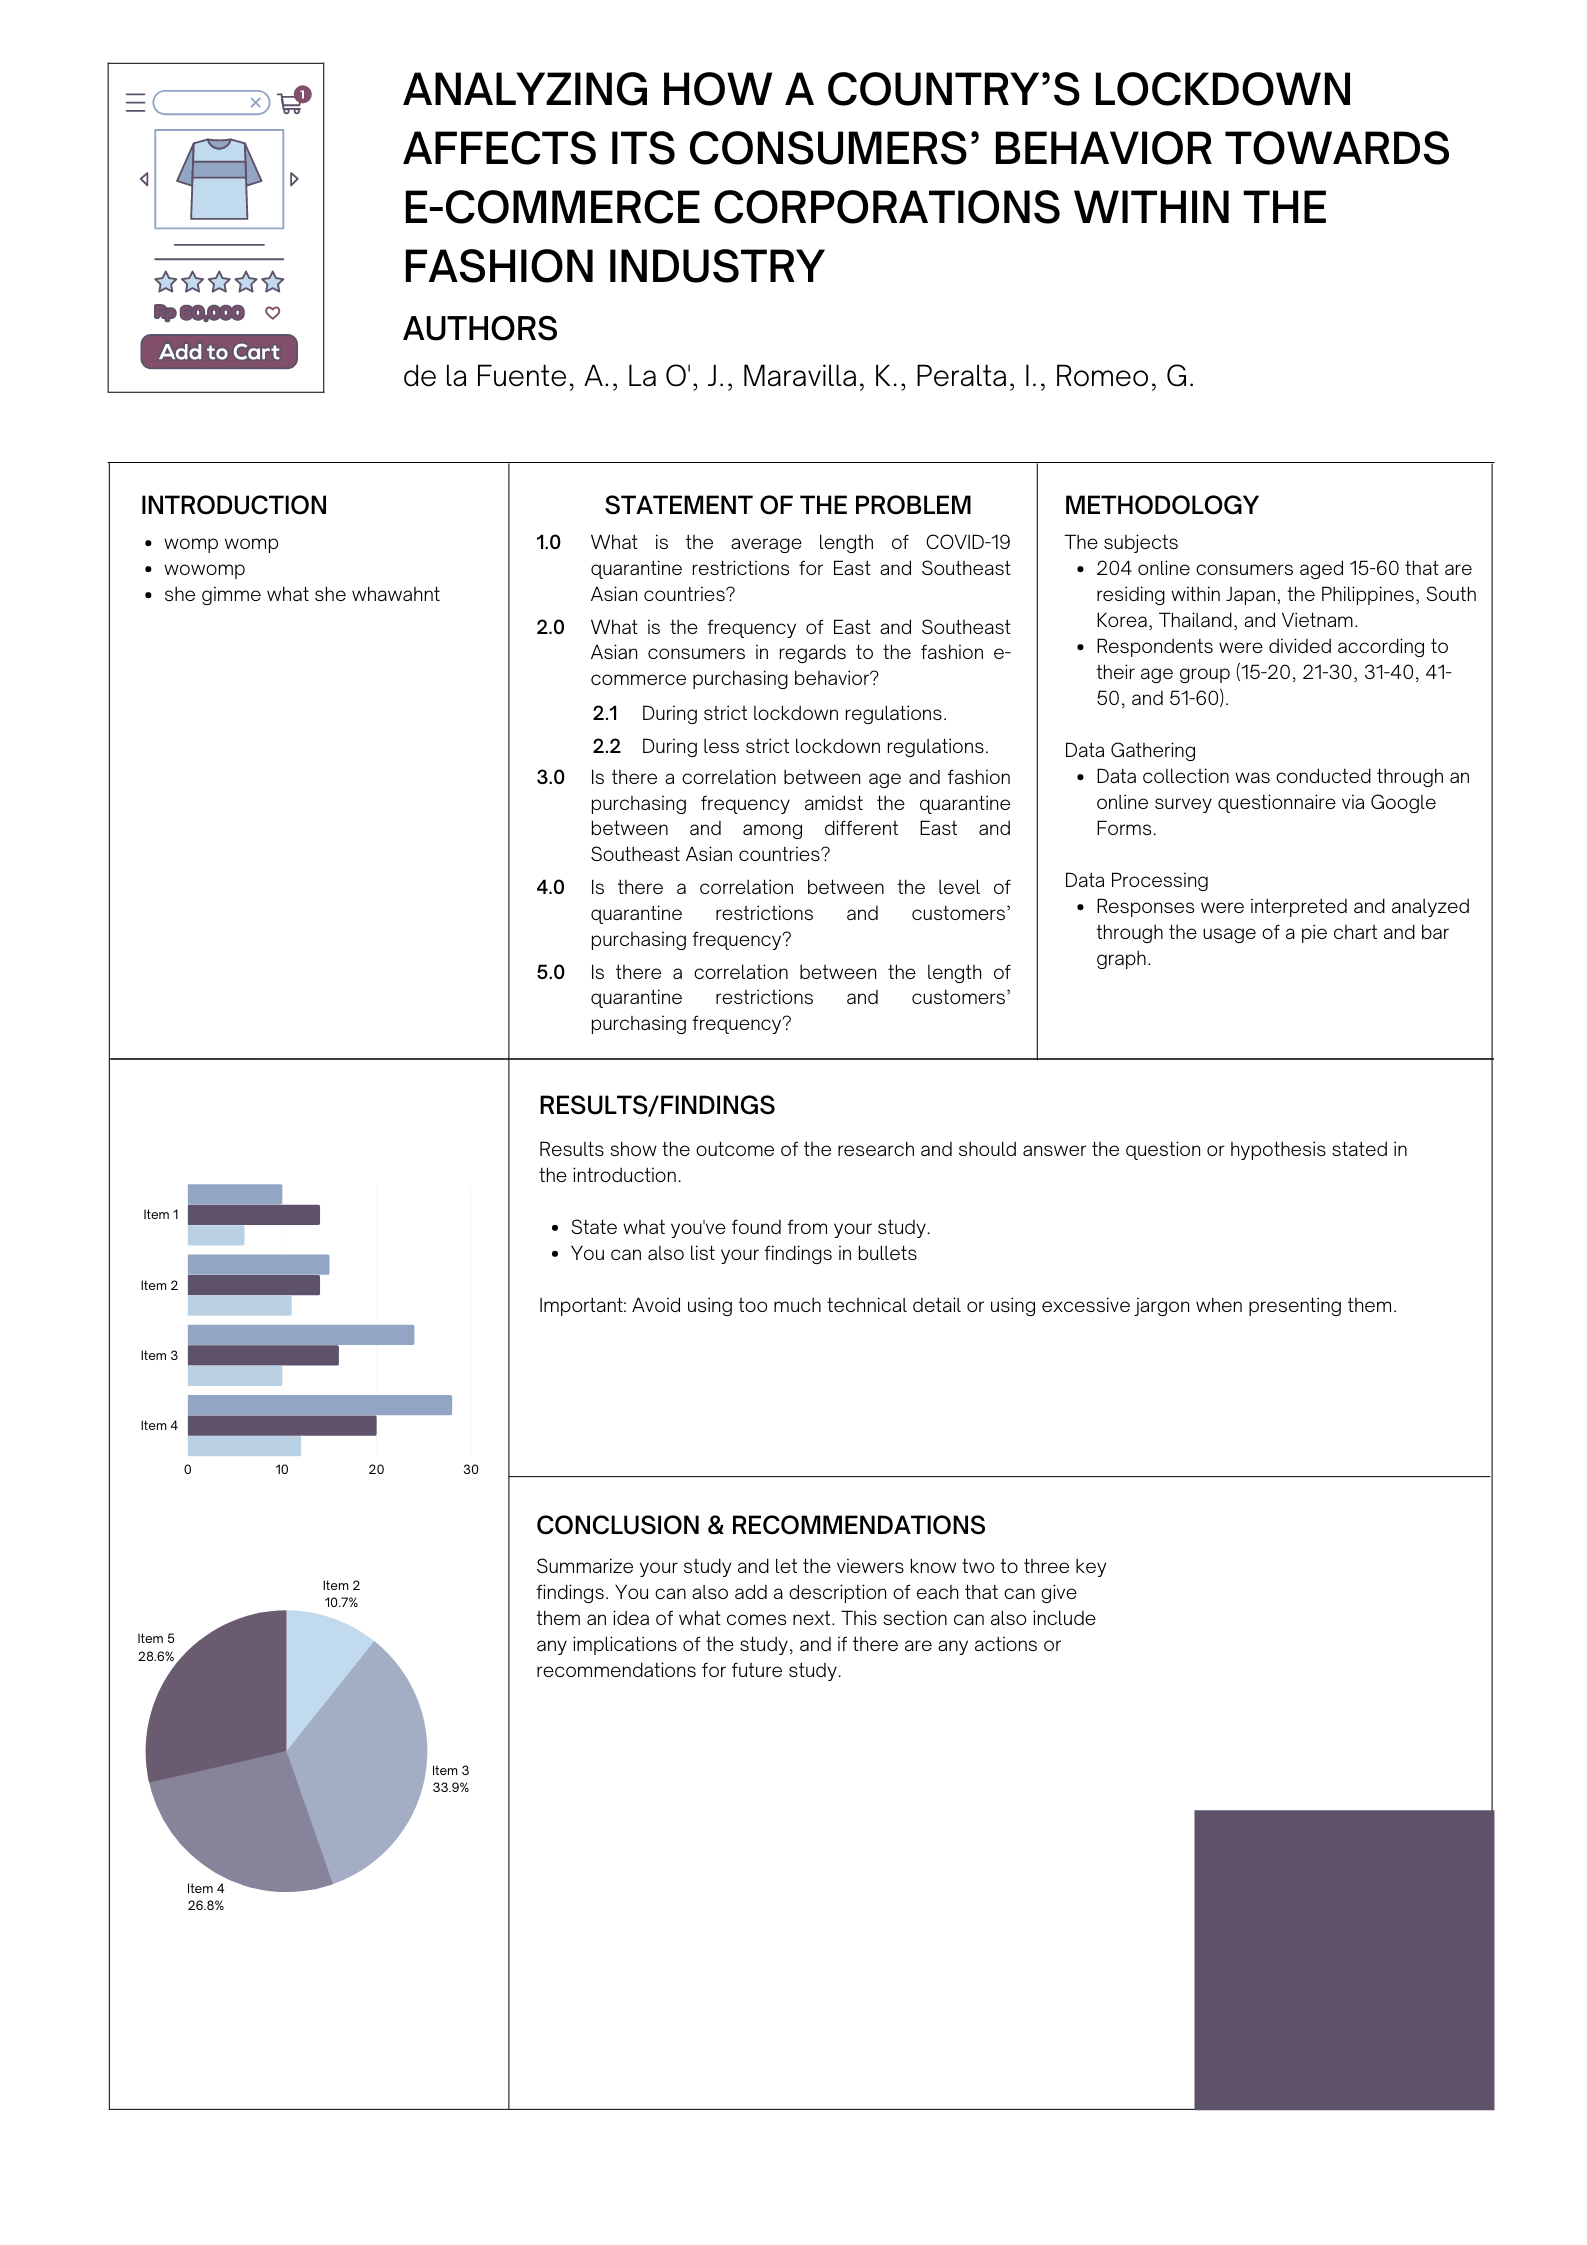 1
Rp 60,000
Add to Cart
ANALYZING HOW A COUNTRY’S LOCKDOWN
AFFECTS ITS CONSUMERS’ BEHAVIOR TOWARDS
E-COMMERCE CORPORATIONS WITHIN THE
FASHION INDUSTRY
AUTHORS
de la Fuente, A., La O', J., Maravilla, K., Peralta, I., Romeo, G.
INTRODUCTION
• womp womp
• wowomp
• she gimme what she whawahnt
STATEMENT OF THE PROBLEM
1.0 What is the average length of COVID-19
quarantine restrictions for East and Southeast
Asian countries?
2.0 What is the frequency of East and Southeast
Asian consumers in regards to the fashion e-
commerce purchasing behavior?
2.1 During strict lockdown regulations.
2.2 During less strict lockdown regulations.
3.0 Is there a correlation between age and fashion
purchasing frequency amidst the quarantine
between and among different East and
Southeast Asian countries?
4.0 Is there a correlation between the level of
quarantine restrictions and customers’
purchasing frequency?
5.0 Is there a correlation between the length of
quarantine restrictions and customers’
purchasing frequency?
METHODOLOGY
The subjects
• 204 online consumers aged 15-60 that are
residing within Japan, the Philippines, South
Korea, Thailand, and Vietnam.
• Respondents were divided according to
their age group (15-20, 21-30, 31-40, 41-
50, and 51-60).
Data Gathering
• Data collection was conducted through an
online survey questionnaire via Google
Forms.
Data Processing
• Responses were interpreted and analyzed
through the usage of a pie chart and bar
graph.
Item 1
Item 2
Item 3
Item 4
0 10 20 30
Item 2
10.7%
Item 5
28.6%
Item 3
33.9%
Item 4
26.8%
RESULTS/FINDINGS
Results show the outcome of the research and should answer the question or hypothesis stated in
the introduction.
• State what you've found from your study.
• You can also list your findings in bullets
Important: Avoid using too much technical detail or using excessive jargon when presenting them.
CONCLUSION & RECOMMENDATIONS
Summarize your study and let the viewers know two to three key
findings. You can also add a description of each that can give
them an idea of what comes next. This section can also include
any implications of the study, and if there are any actions or
recommendations for future study.